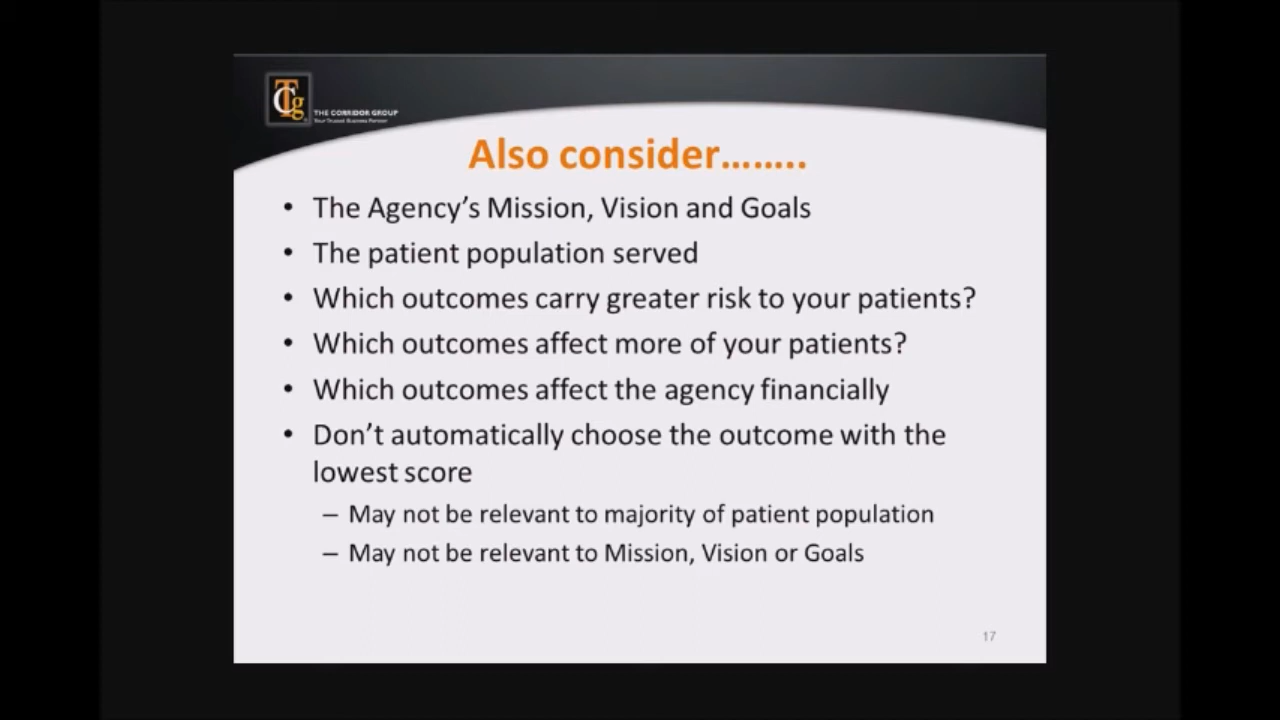 TCg
THE CORRIDOR GROUP
Your Trusted Business Partner
Also consider........
• The Agency’s Mission, Vision and Goals
• The patient population served
• Which outcomes carry greater risk to your patients?
• Which outcomes affect more of your patients?
• Which outcomes affect the agency financially
• Don’t automatically choose the outcome with the
lowest score
– May not be relevant to majority of patient population
– May not be relevant to Mission, Vision or Goals
17